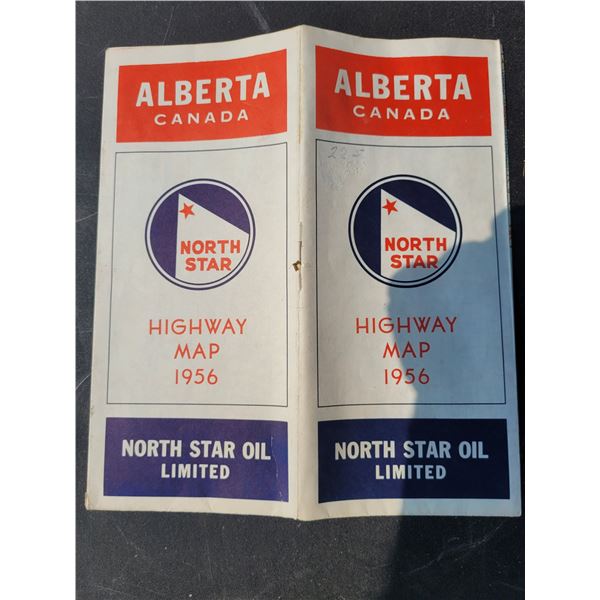 ALBERTA
CANADA
NORTH
STAR
HIGHWAY
MAP
1956
NORTH STAR OIL
LIMITED
ALBERTA
CANADA
NORTH
STAR
HIGHWAY
MAP
1956
NORTH STAR OIL
LIMITED